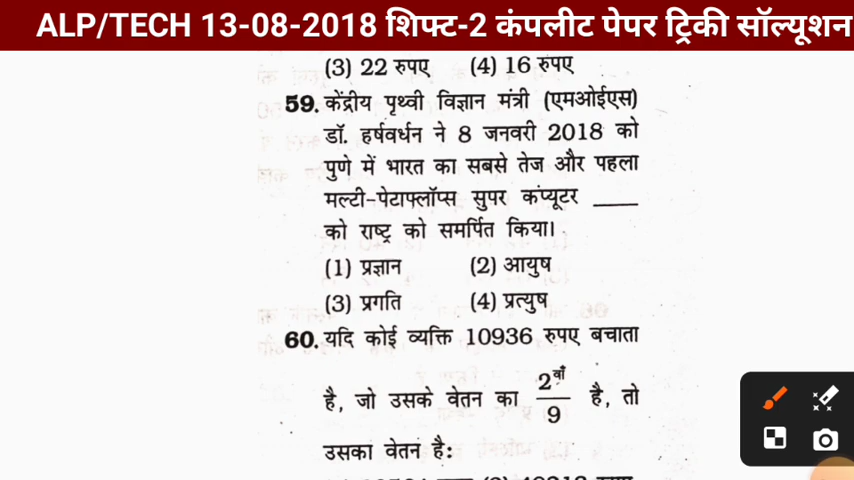 ALP/TECH 13-08-2018 शिफ्ट-2 कंपलीट पेपर ट्रिकी सॉल्यूशन
(3) 22 रुपए (4) 16 रुपए
59. केंद्रीय पृथ्वी विज्ञान मंत्री (एमओईएस)
डॉ. हर्षवर्धन ने 8 जनवरी 2018 को
पुणे में भारत का सबसे तेज और पहला
मल्टी-पेटाफ्लॉप्स सुपर कंप्यूटर ____
को राष्ट्र को समर्पित किया।
(1) प्रज्ञान (2) आयुष
(3) प्रगति (4) प्रत्युष
60. यदि कोई व्यक्ति 10936 रुपए बचाता
है, जो उसके वेतन का 2वाँ/9 है, तो
उसका वेतन है: